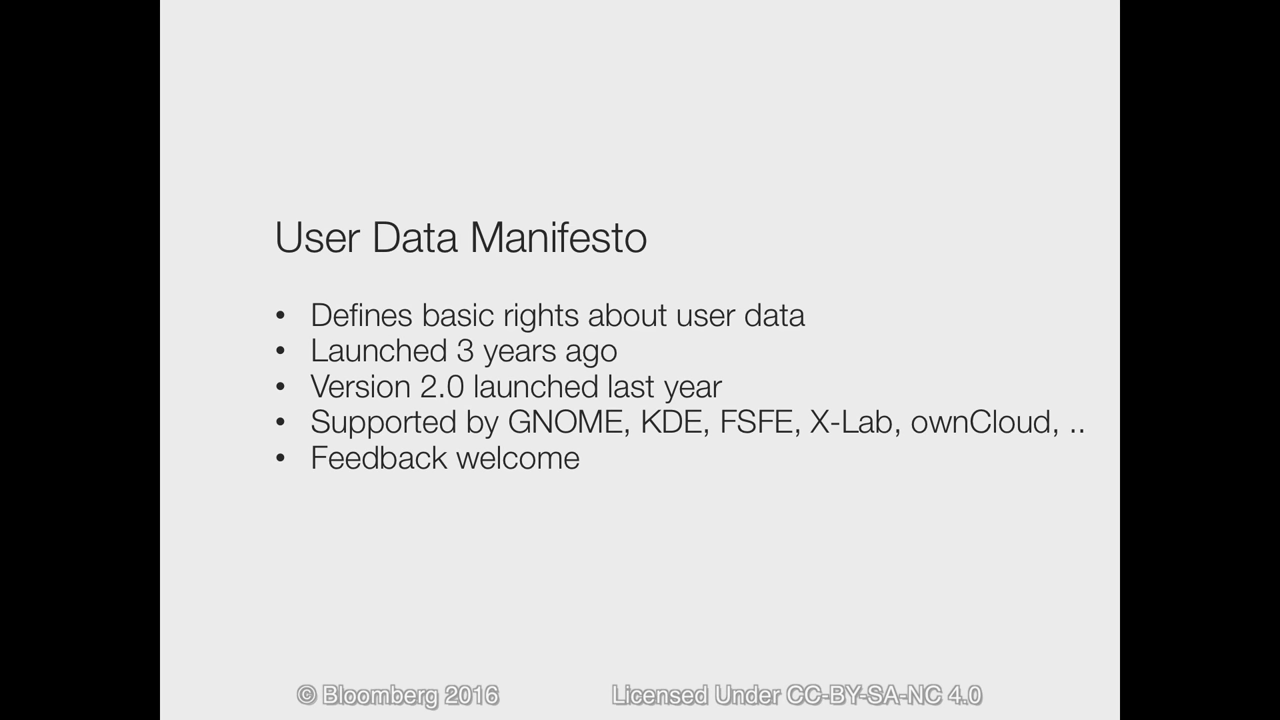 User Data Manifesto
• Defines basic rights about user data
• Launched 3 years ago
• Version 2.0 launched last year
• Supported by GNOME, KDE, FSFE, X-Lab, ownCloud, ..
• Feedback welcome
© Bloomberg 2016 Licensed Under CC-BY-SA-NC 4.0